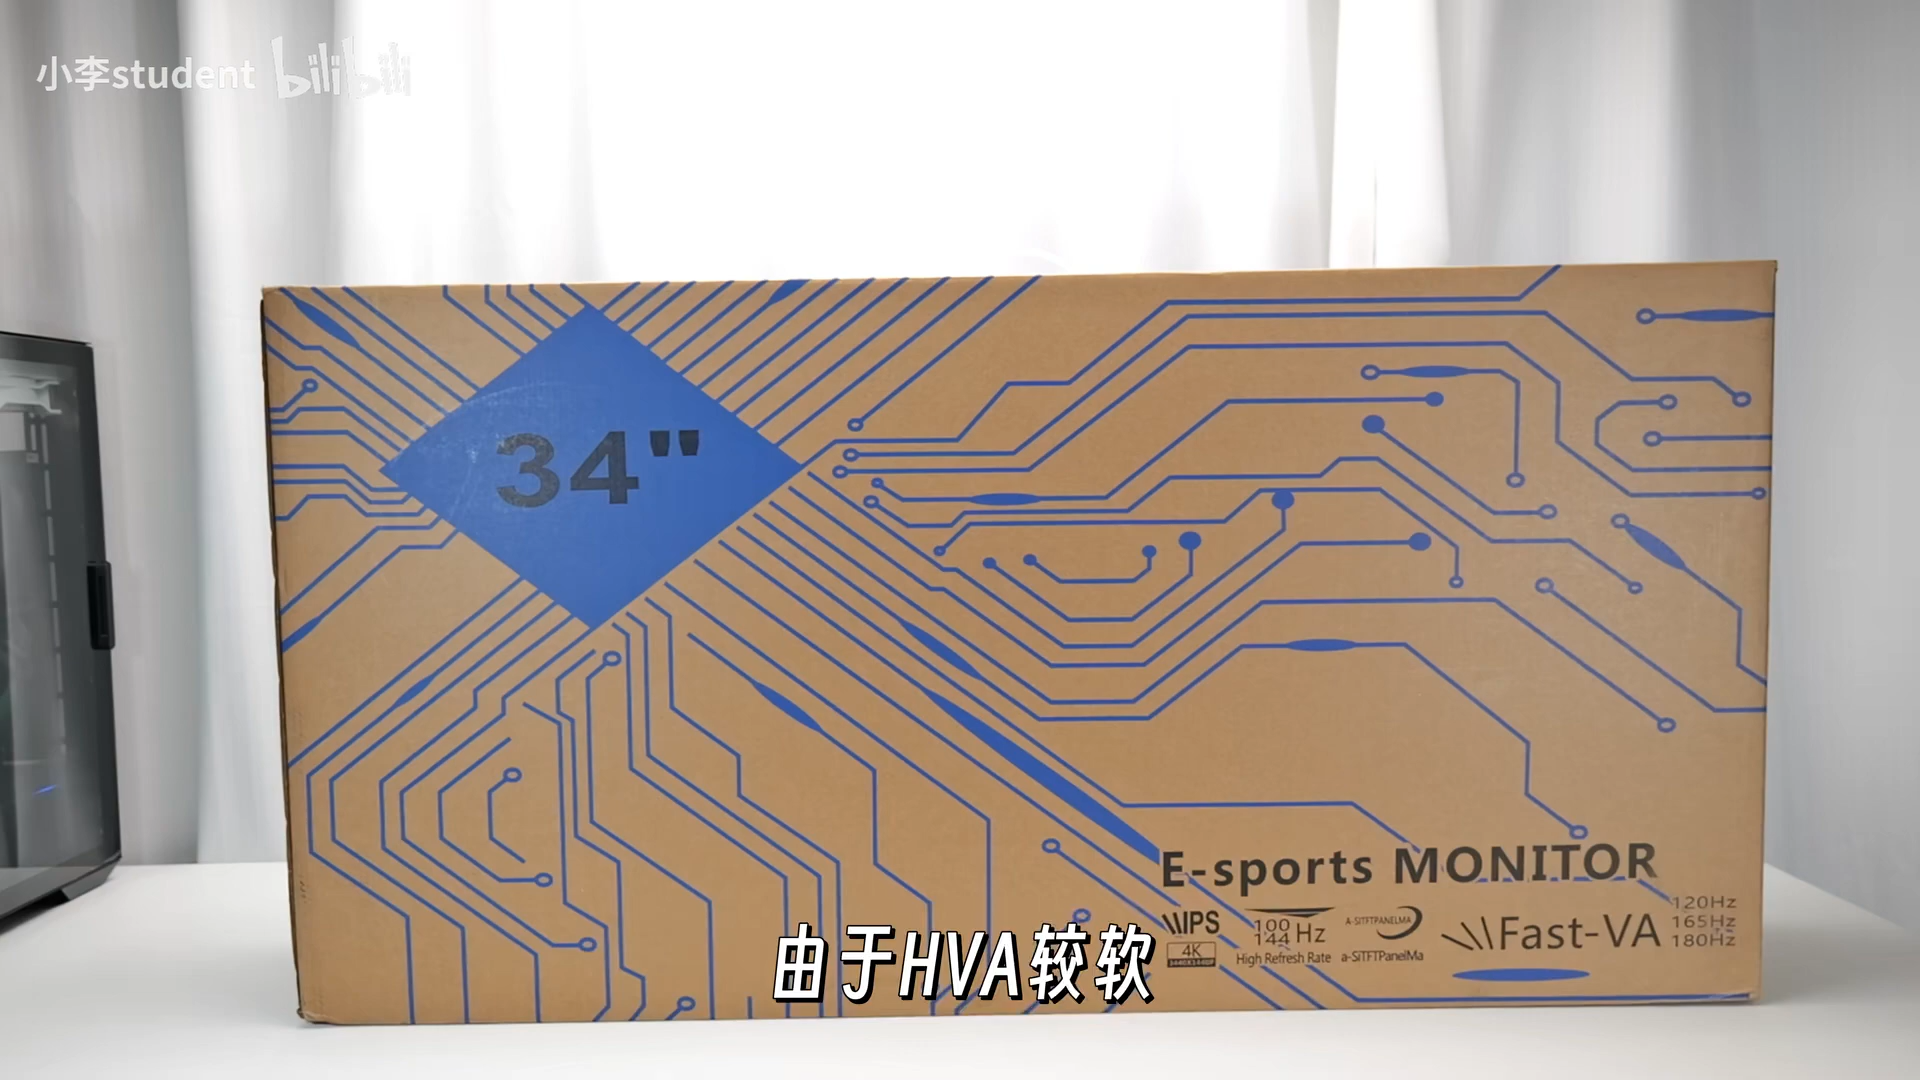 小李student bilibili
34"
E-sports MONITOR
IPS
4K
100
144 Hz
High Refresh Rate
A-SITFTPANELMA
a-SiTFTPanelMa
Fast-VA
120Hz
165Hz
180Hz
由于HVA较软